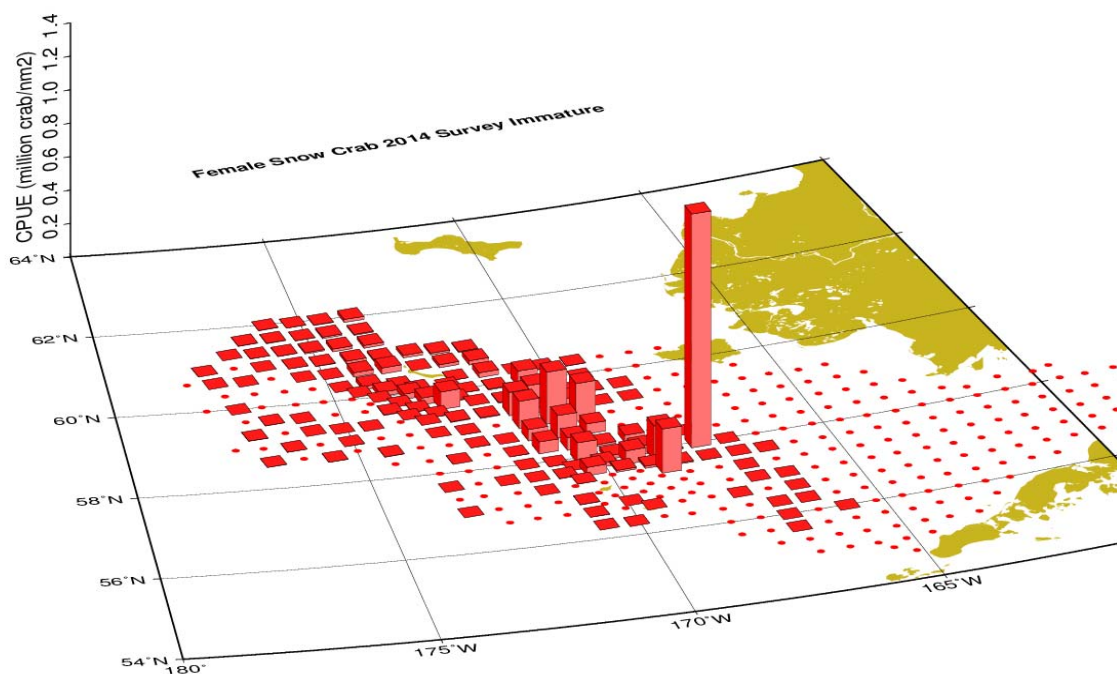 Female Snow Crab 2014 Survey Immature
CPUE (million crab/nm2)
1.4
1.2
1.0
0.8
0.6
0.4
0.2
64°N
62°N
60°N
58°N
56°N
54°N
180°
175°W
170°W
165°W